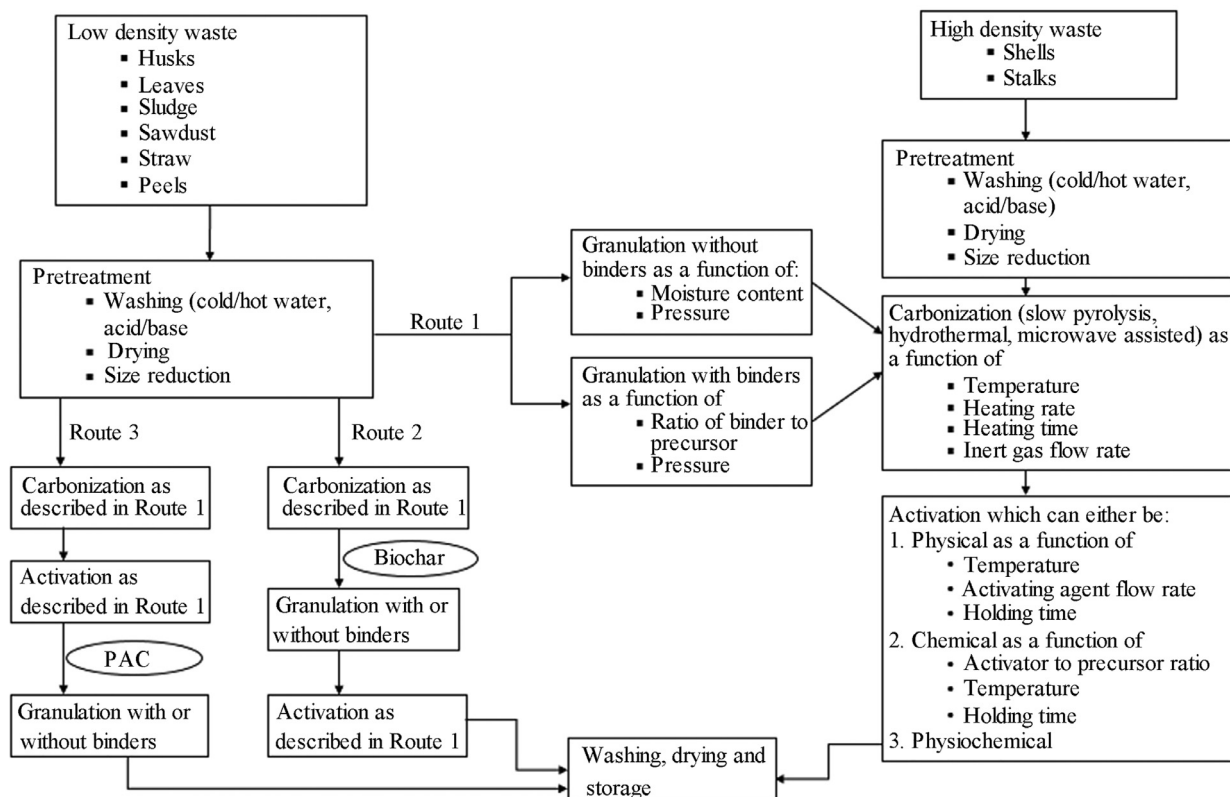 Low density waste
▪ Husks
▪ Leaves
▪ Sludge
▪ Sawdust
▪ Straw
▪ Peels
High density waste
▪ Shells
▪ Stalks
Pretreatment
▪ Washing (cold/hot water,
acid/base)
▪ Drying
▪ Size reduction
Pretreatment
▪ Washing (cold/hot water,
acid/base
▪ Drying
▪ Size reduction
Route 1
Granulation without
binders as a function of:
▪ Moisture content
▪ Pressure
Granulation with binders
as a function of
▪ Ratio of binder to
precursor
▪ Pressure
Carbonization (slow pyrolysis,
hydrothermal, microwave assisted) as
a function of
▪ Temperature
▪ Heating rate
▪ Heating time
▪ Inert gas flow rate
Route 3
Route 2
Carbonization as
described in Route 1
Activation as
described in Route 1
PAC
Granulation with or
without binders
Carbonization as
described in Route 1
Biochar
Granulation with or
without binders
Activation as
described in Route 1
Activation which can either be:
1. Physical as a function of
• Temperature
• Activating agent flow rate
• Holding time
2. Chemical as a function of
• Activator to precursor ratio
• Temperature
• Holding time
3. Physiochemical
Washing, drying and
storage